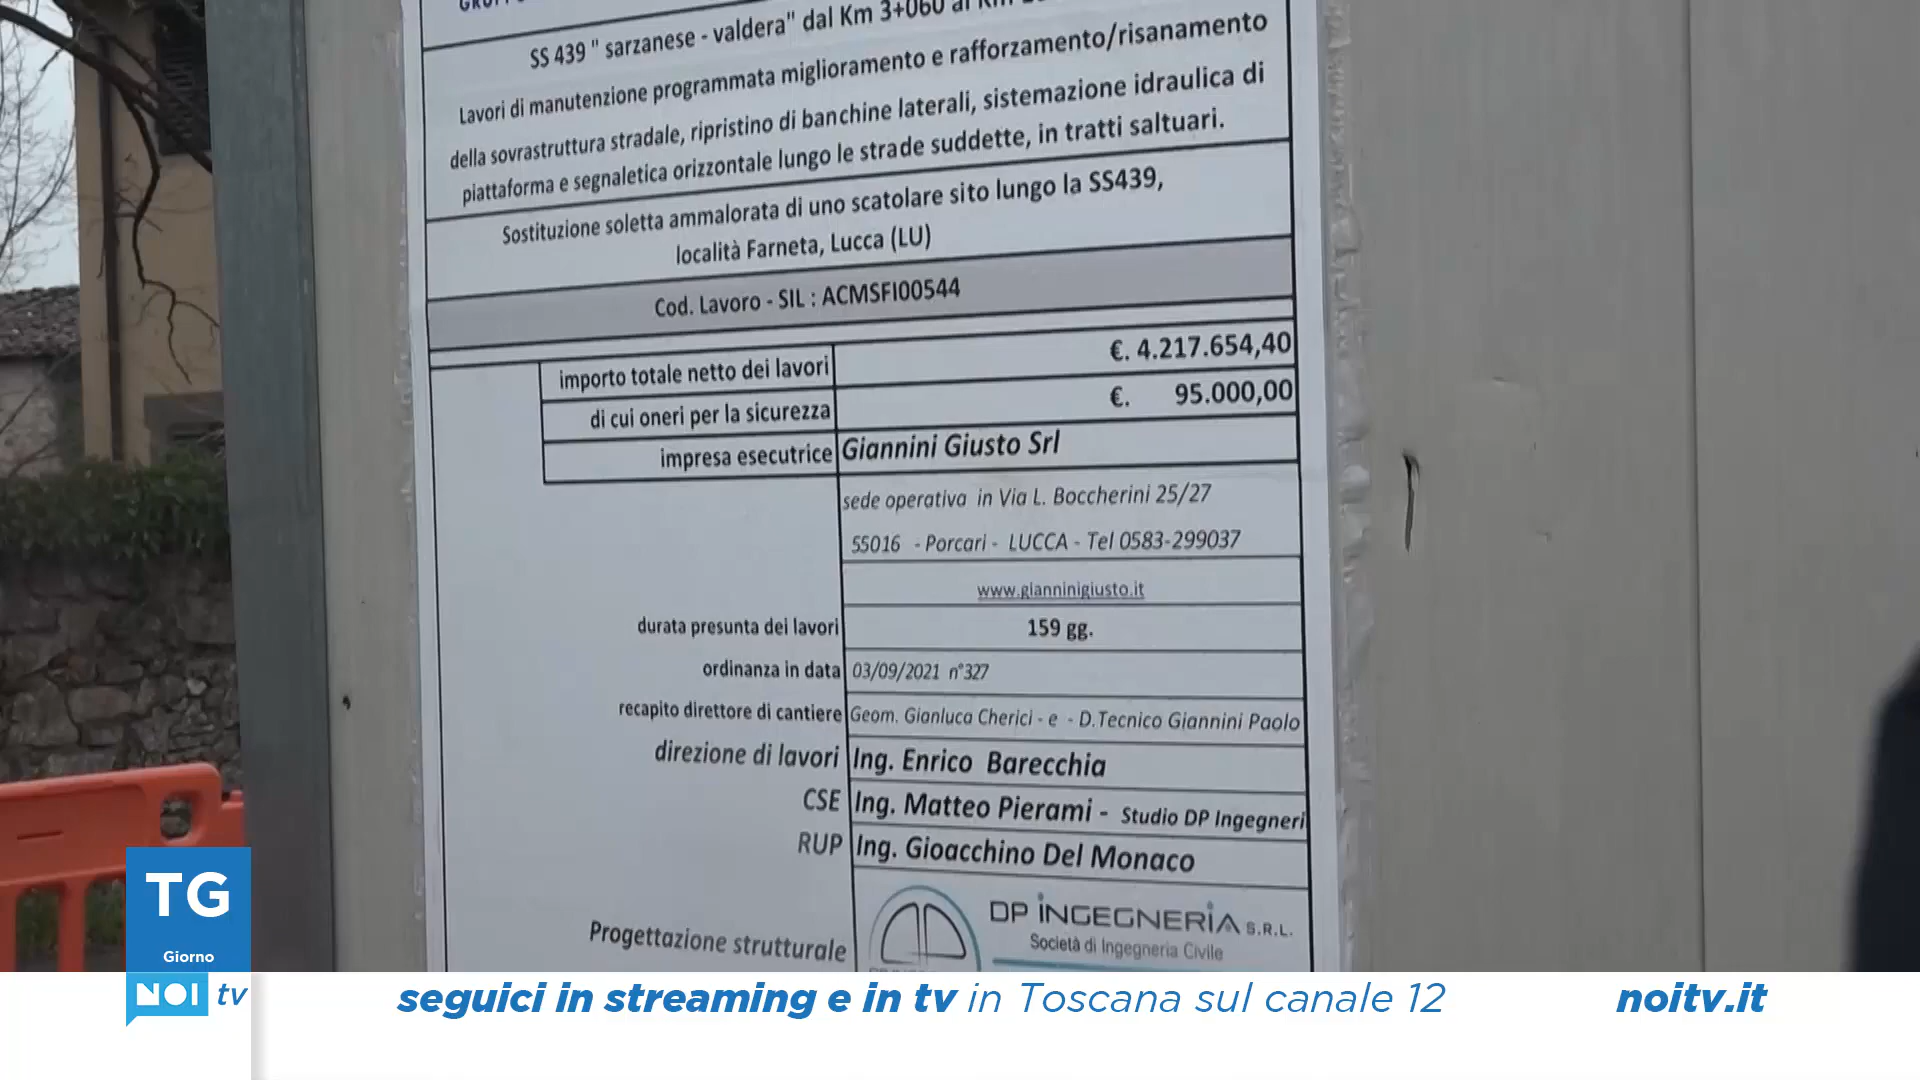 SS 439 " sarzanese - valdera" dal Km 3+060 al Km
Lavori di manutenzione programmata miglioramento e rafforzamento/risanamento
della sovrastruttura stradale, ripristino di banchine laterali, sistemazione idraulica di
piattaforma e segnaletica orizzontale lungo le strade suddette, in tratti saltuari.
Sostituzione soletta ammalorata di uno scatolare sito lungo la SS439,
località Farneta, Lucca (LU)
Cod. Lavoro - SIL : ACMSFI00544
importo totale netto dei lavori €. 4.217.654,40
di cui oneri per la sicurezza €. 95.000,00
impresa esecutrice Giannini Giusto Srl
sede operativa in Via L. Boccherini 25/27
55016 - Porcari - LUCCA - Tel 0583-299037
www.gianninigiusto.it
durata presunta dei lavori 159 gg.
ordinanza in data 03/09/2021 n°327
recapito direttore di cantiere Geom. Gianluca Cherici - e - D.Tecnico Giannini Paolo
direzione di lavori Ing. Enrico Barecchia
CSE Ing. Matteo Pierami - Studio DP Ingegneri
RUP Ing. Gioacchino Del Monaco
Progettazione strutturale DP INGEGNERIA S.R.L.
Società di Ingegneria Civile
TG
Giorno
NOI tv
seguici in streaming e in tv in Toscana sul canale 12
noitv.it